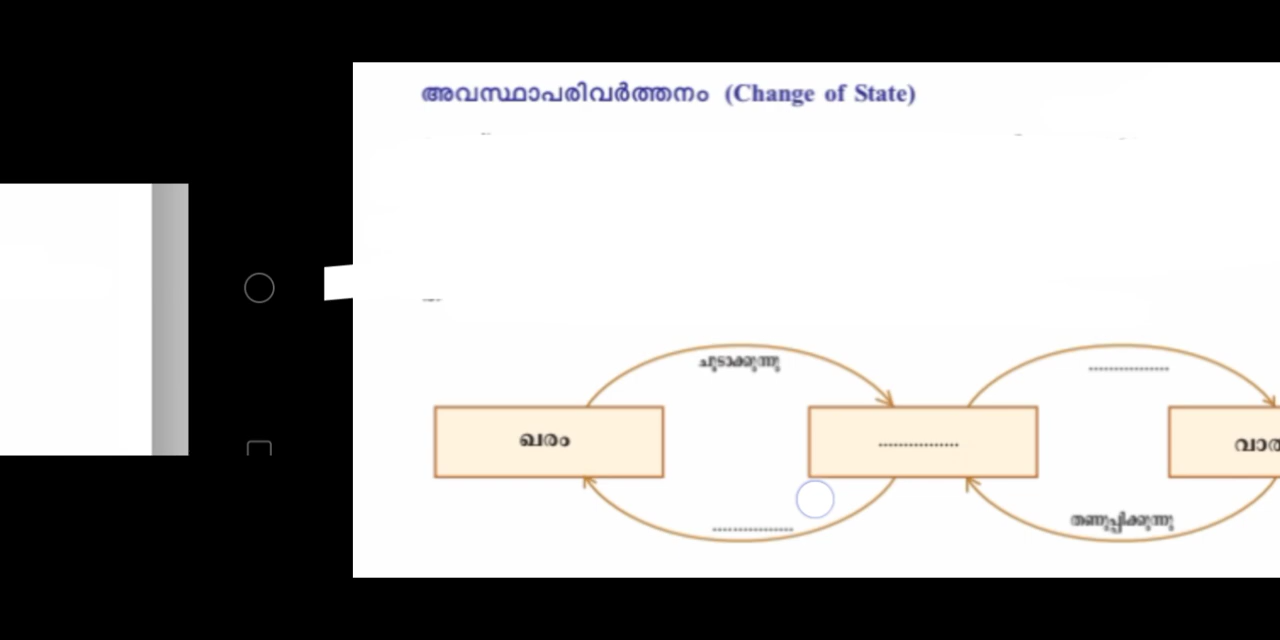 അവസ്ഥാപരിവർത്തനം (Change of State)
ചൂടാക്കുന്നു
................
ഖരം
................
................
തണുപ്പിക്കുന്നു